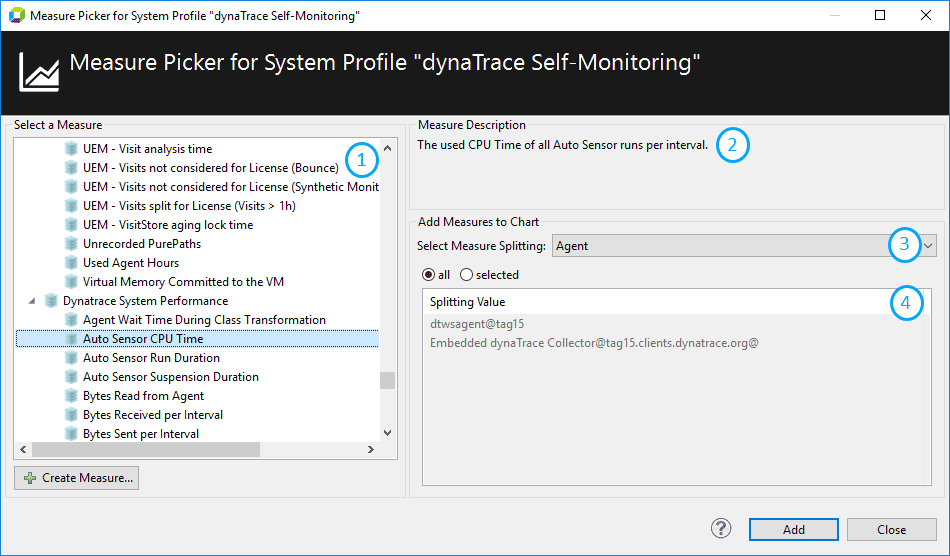 Measure Picker for System Profile "dynaTrace Self-Monitoring"
Measure Picker for System Profile "dynaTrace Self-Monitoring"
Select a Measure
UEM - Visit analysis time
1
UEM - Visits not considered for License (Bounce)
UEM - Visits not considered for License (Synthetic Monit
UEM - Visits split for License (Visits > 1h)
UEM - VisitStore aging lock time
Unrecorded PurePaths
Used Agent Hours
Virtual Memory Committed to the VM
Dynatrace System Performance
Agent Wait Time During Class Transformation
Auto Sensor CPU Time
Auto Sensor Run Duration
Auto Sensor Suspension Duration
Bytes Read from Agent
Bytes Received per Interval
Bytes Sent per Interval
Create Measure...
Measure Description
The used CPU Time of all Auto Sensor runs per interval. 2
Add Measures to Chart
Select Measure Splitting: Agent 3
all selected
Splitting Value 4
dtwsagent@tag15
Embedded dynaTrace Collector@tag15.clients.dynatrace.org@
? Add Close